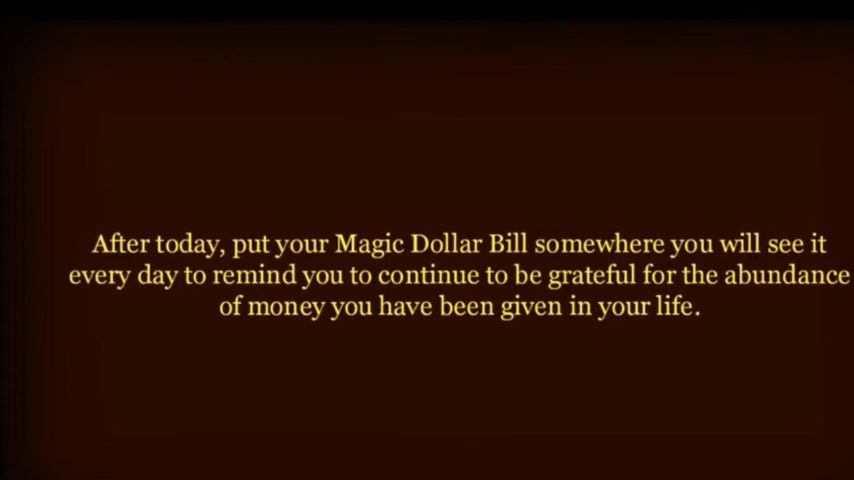 After today, put your Magic Dollar Bill somewhere you will see it
every day to remind you to continue to be grateful for the abundance
of money you have been given in your life.